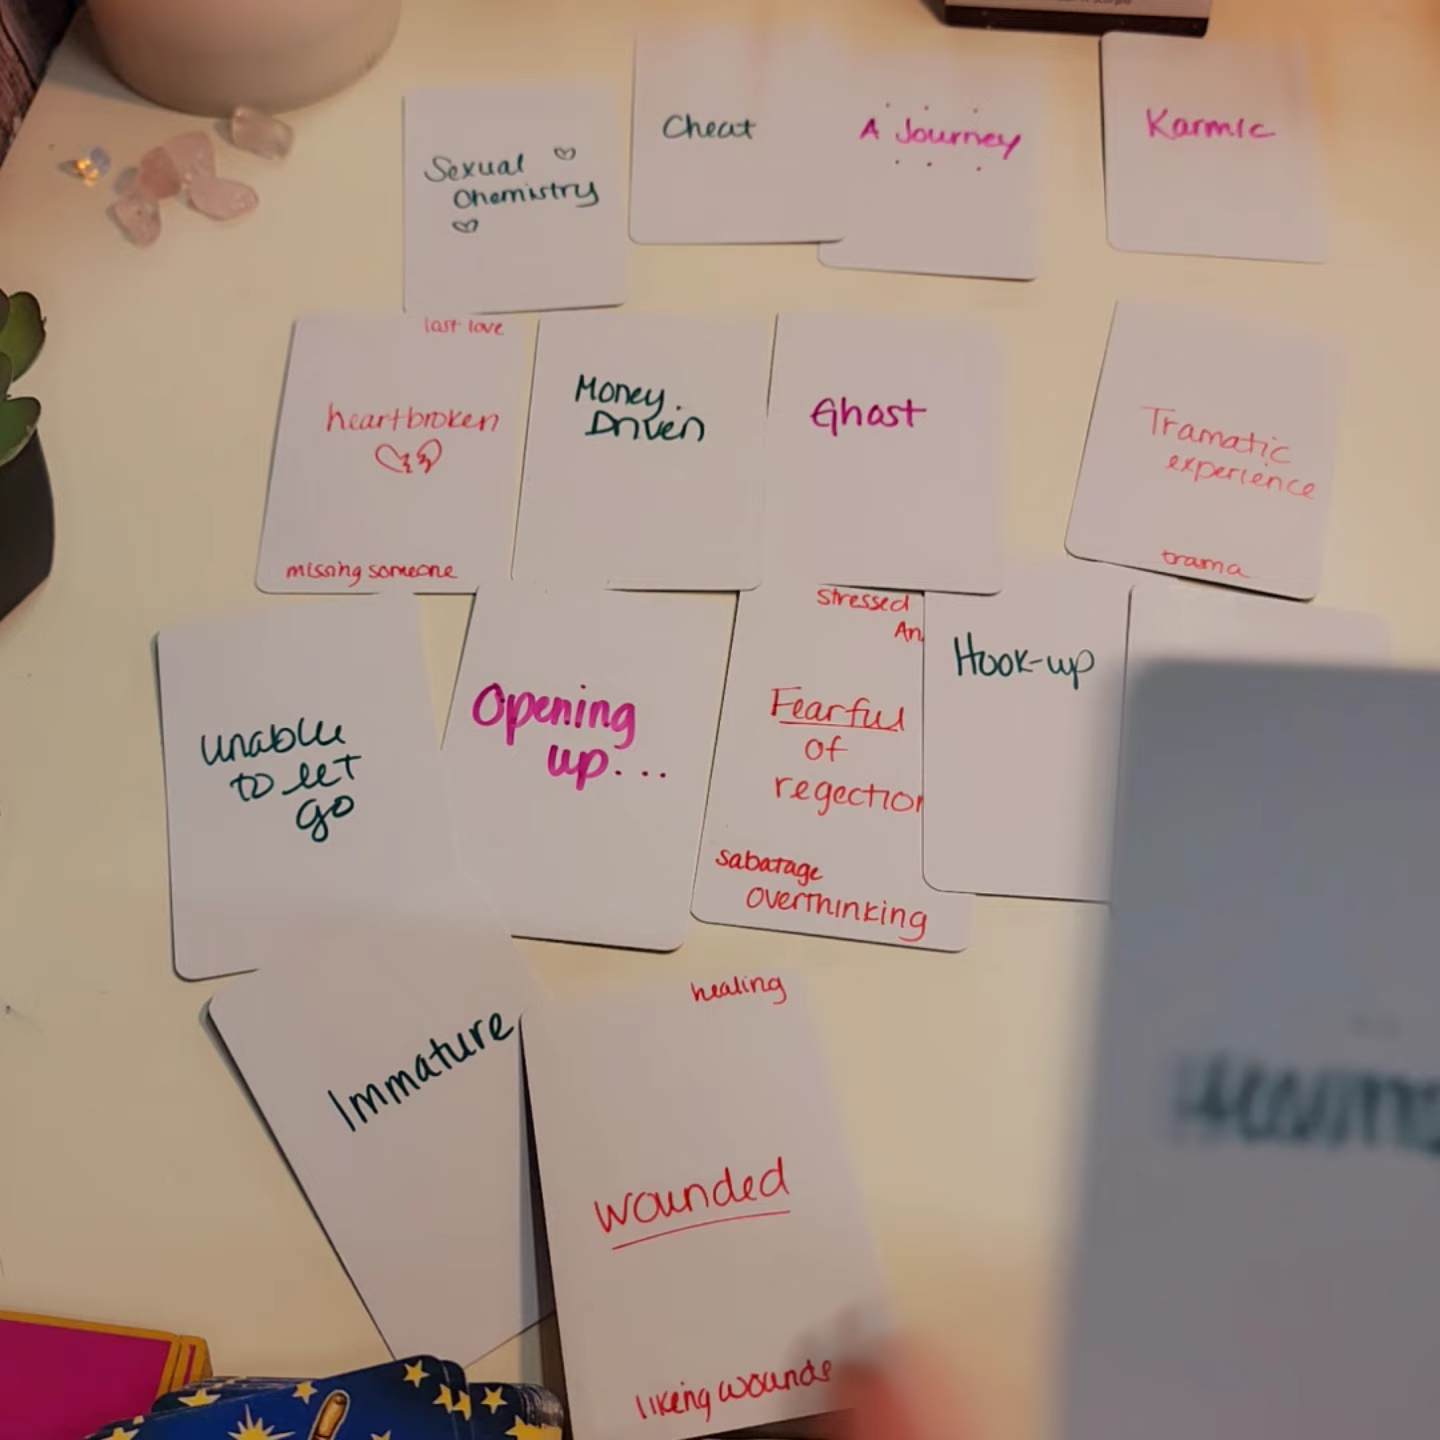 Sexual
Chemistry
Cheat
A Journey
Karmic
last love
heartbroken
missing someone
Money
Driven
Ghost
Tramatic
experience
trama
unable
to let
go
Opening
up...
stressed
An
Fearful
of
regection
sabatage
overthinking
Hook-up
Immature
healing
wounded
liking wounds